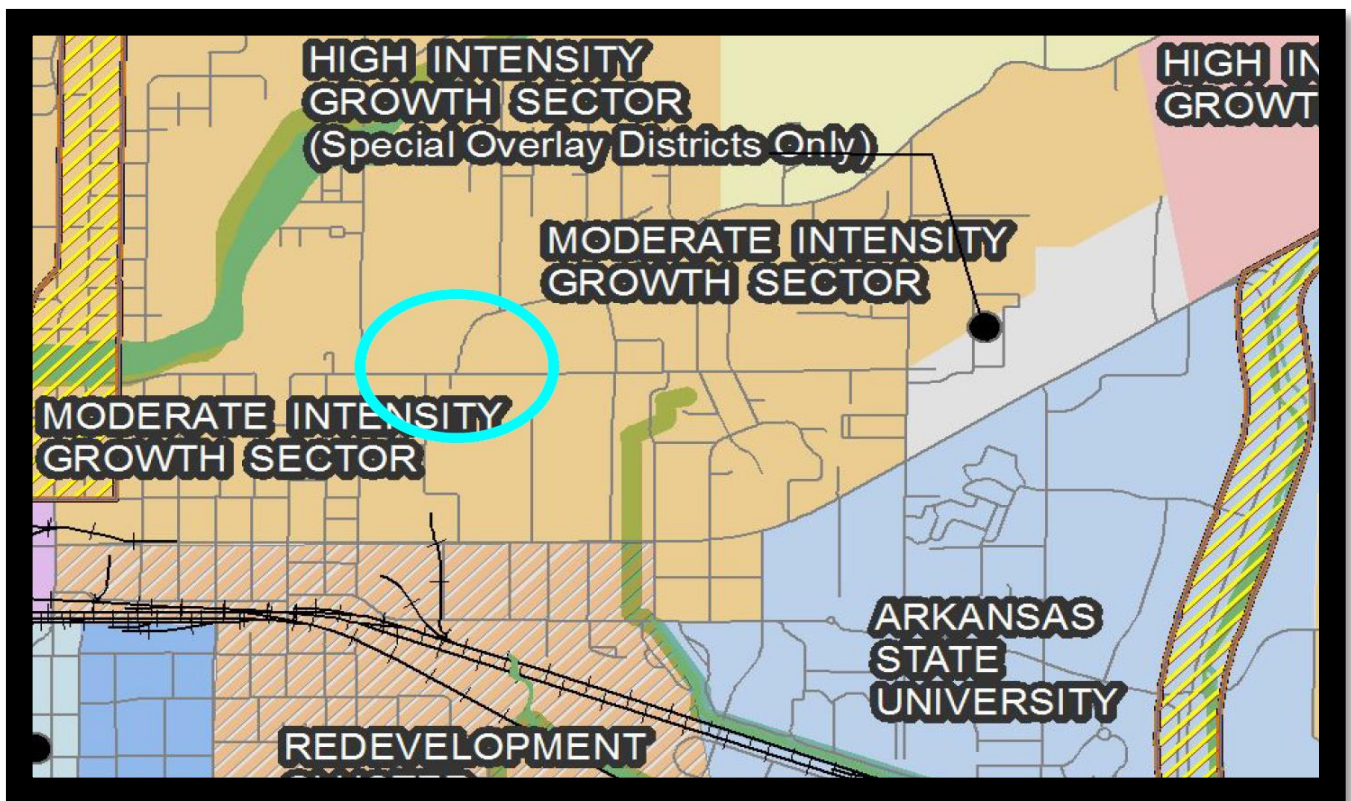 HIGH INTENSITY
GROWTH SECTOR
(Special Overlay Districts Only)
HIGH IN
GROWT
MODERATE INTENSITY
GROWTH SECTOR
MODERATE INTENSITY
GROWTH SECTOR
ARKANSAS
STATE
UNIVERSITY
REDEVELOPMENT